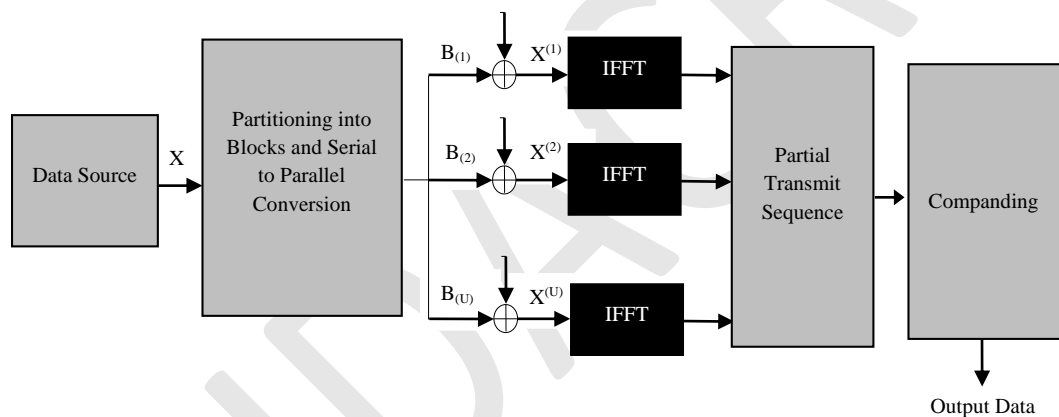 Data Source
X
Partitioning into
Blocks and Serial
to Parallel
Conversion
B(1)
X(1)
IFFT
B(2)
X(2)
IFFT
B(U)
X(U)
IFFT
Partial
Transmit
Sequence
Companding
Output Data